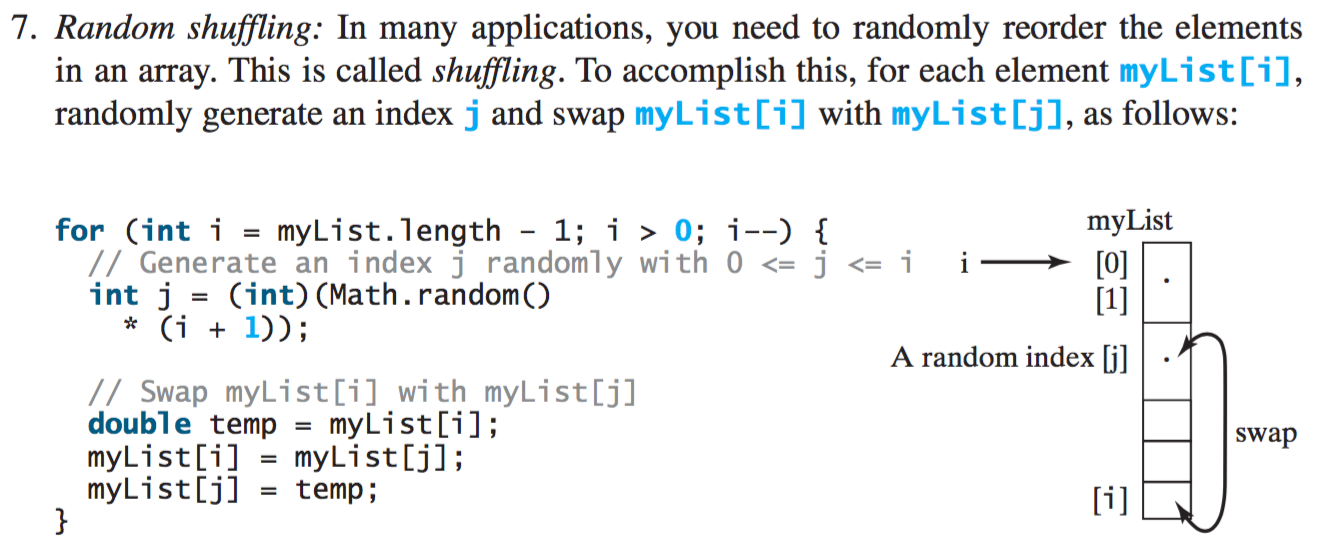 7. Random shuffling: In many applications, you need to randomly reorder the elements
in an array. This is called shuffling. To accomplish this, for each element myList[i],
randomly generate an index j and swap myList[i] with myList[j], as follows:
for (int i = myList.length - 1; i > 0; i--) {
// Generate an index j randomly with 0 <= j <= i
int j = (int)(Math.random()
* (i + 1));
// Swap myList[i] with myList[j]
double temp = myList[i];
myList[i] = myList[j];
myList[j] = temp;
}
myList
i [0]
[1]
A random index [j]
swap
[i]